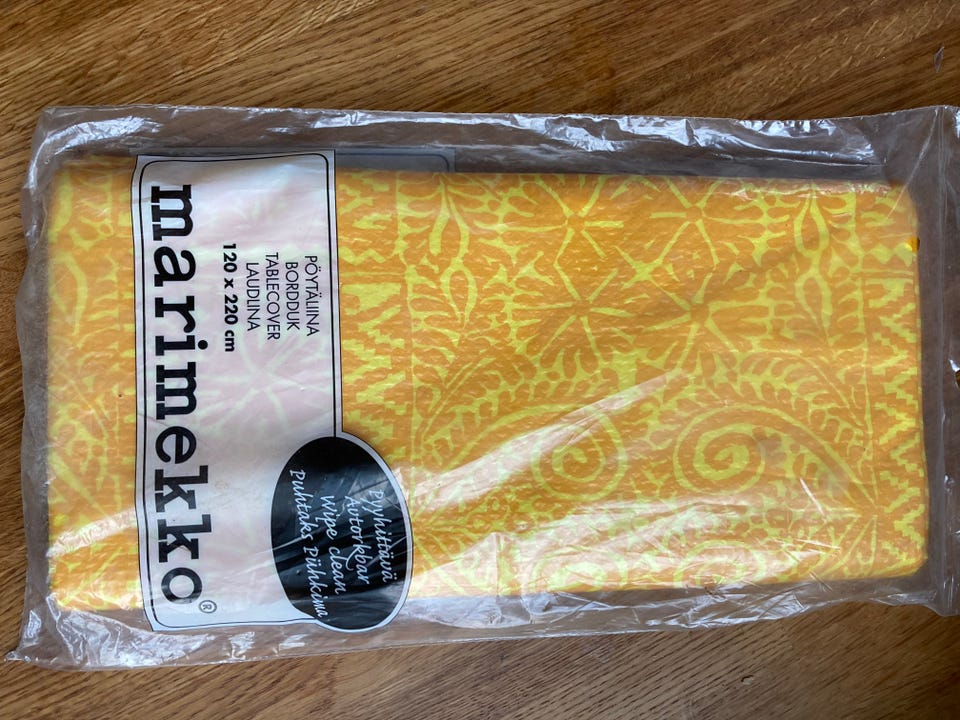 marimekko®
PÖYTÄLIINA
BORDDUK
TABLECOVER
LAUDLINA
120 x 220 cm
Pyyhittävä
Avtorkbar
Wipe clean
Puhtaks Pühkima